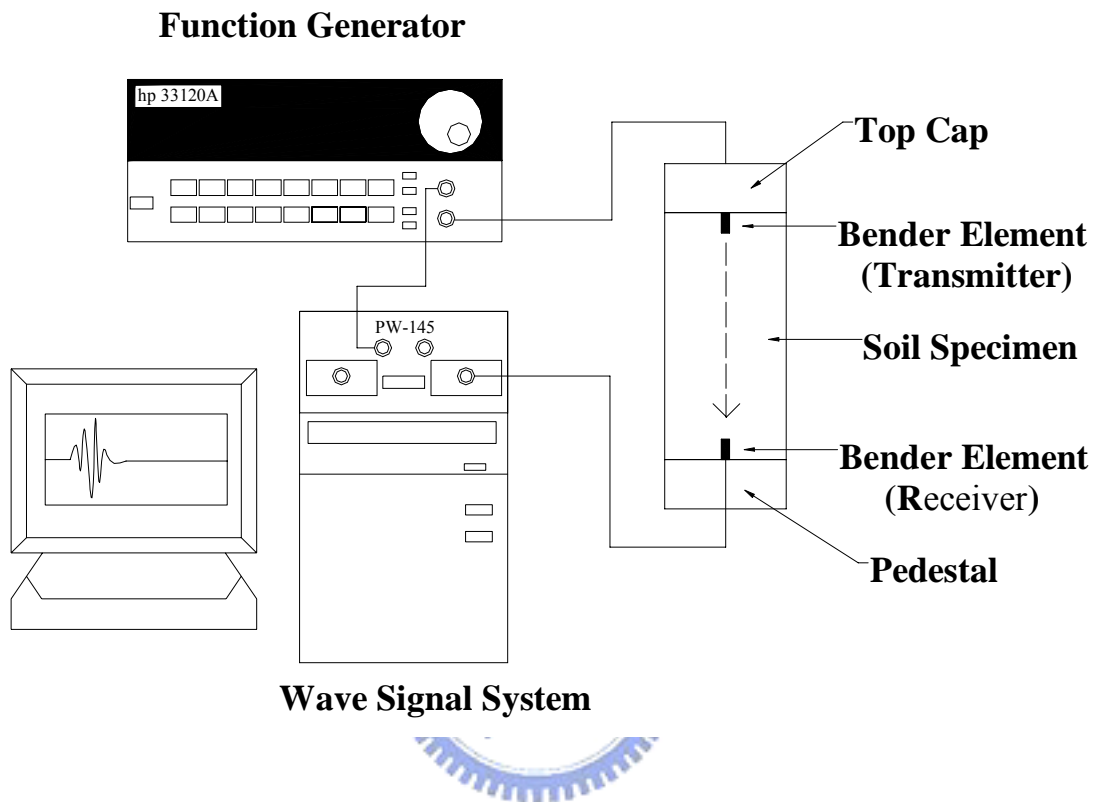 Function Generator
hp 33120A
Top Cap
Bender Element
(Transmitter)
PW-145
Soil Specimen
Bender Element
(Receiver)
Pedestal
Wave Signal System